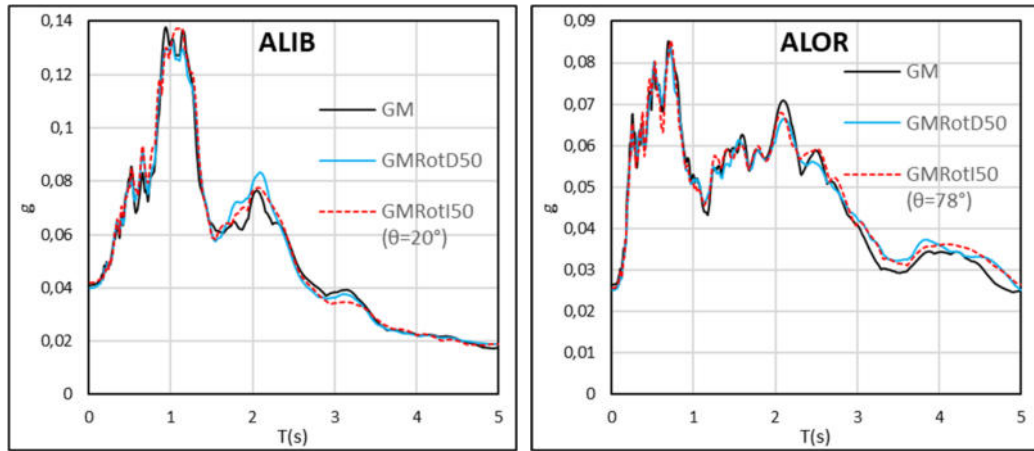 ALIB
0,14
0,12
0,1
0,08
0,06
0,04
0,02
0
g
GM
GMRotD50
GMRotI50
(θ=20°)
0 1 2 3 4 5
T(s)
ALOR
0,09
0,08
0,07
0,06
0,05
0,04
0,03
0,02
0,01
0
g
GM
GMRotD50
GMRotI50
(θ=78°)
0 1 2 3 4 5
T(s)